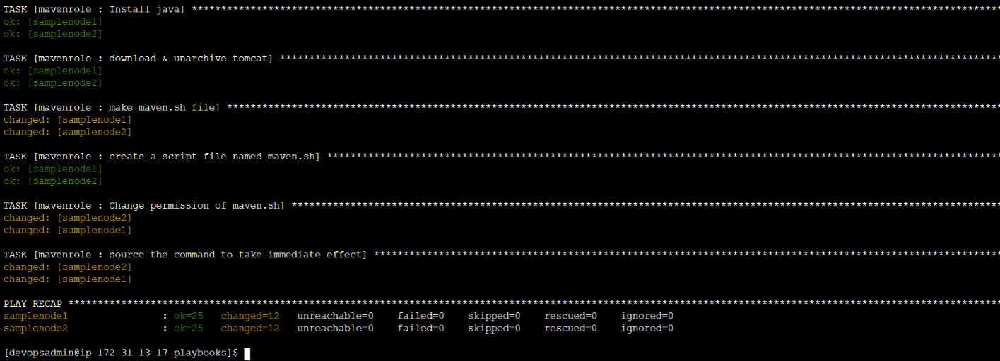 TASK [mavenrole : Install java] ****************************************************************************************************************************************
ok: [samplenode1]
ok: [samplenode2]
TASK [mavenrole : download & unarchive tomcat] *************************************************************************************************************************
ok: [samplenode1]
ok: [samplenode2]
TASK [mavenrole : make maven.sh file] **********************************************************************************************************************************
changed: [samplenode1]
changed: [samplenode2]
TASK [mavenrole : create a script file named maven.sh] *****************************************************************************************************************
ok: [samplenode1]
ok: [samplenode2]
TASK [mavenrole : Change permission of maven.sh] ***********************************************************************************************************************
changed: [samplenode2]
changed: [samplenode1]
TASK [mavenrole : source the command to take immediate effect] *********************************************************************************************************
changed: [samplenode2]
changed: [samplenode1]
PLAY RECAP *************************************************************************************************************************************************************
samplenode1                : ok=25   changed=12   unreachable=0    failed=0    skipped=0    rescued=0    ignored=0
samplenode2                : ok=25   changed=12   unreachable=0    failed=0    skipped=0    rescued=0    ignored=0
[devopsadmin@ip-172-31-13-17 playbooks]$